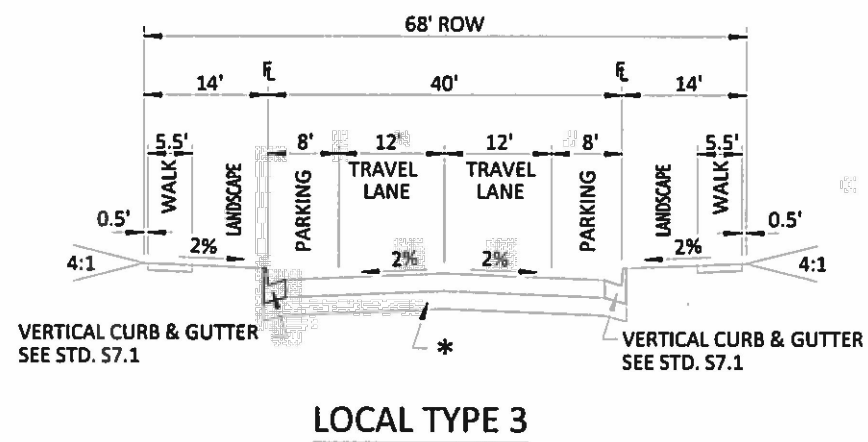 68' ROW
14' FL 40' FL 14'
5.5' 8' 12' 12' 8' 5.5'
WALK LANDSCAPE PARKING TRAVEL LANE TRAVEL LANE PARKING LANDSCAPE WALK
0.5' 0.5'
2% 2% 2% 2%
4:1 4:1
VERTICAL CURB & GUTTER
SEE STD. S7.1
*
VERTICAL CURB & GUTTER
SEE STD. S7.1
LOCAL TYPE 3